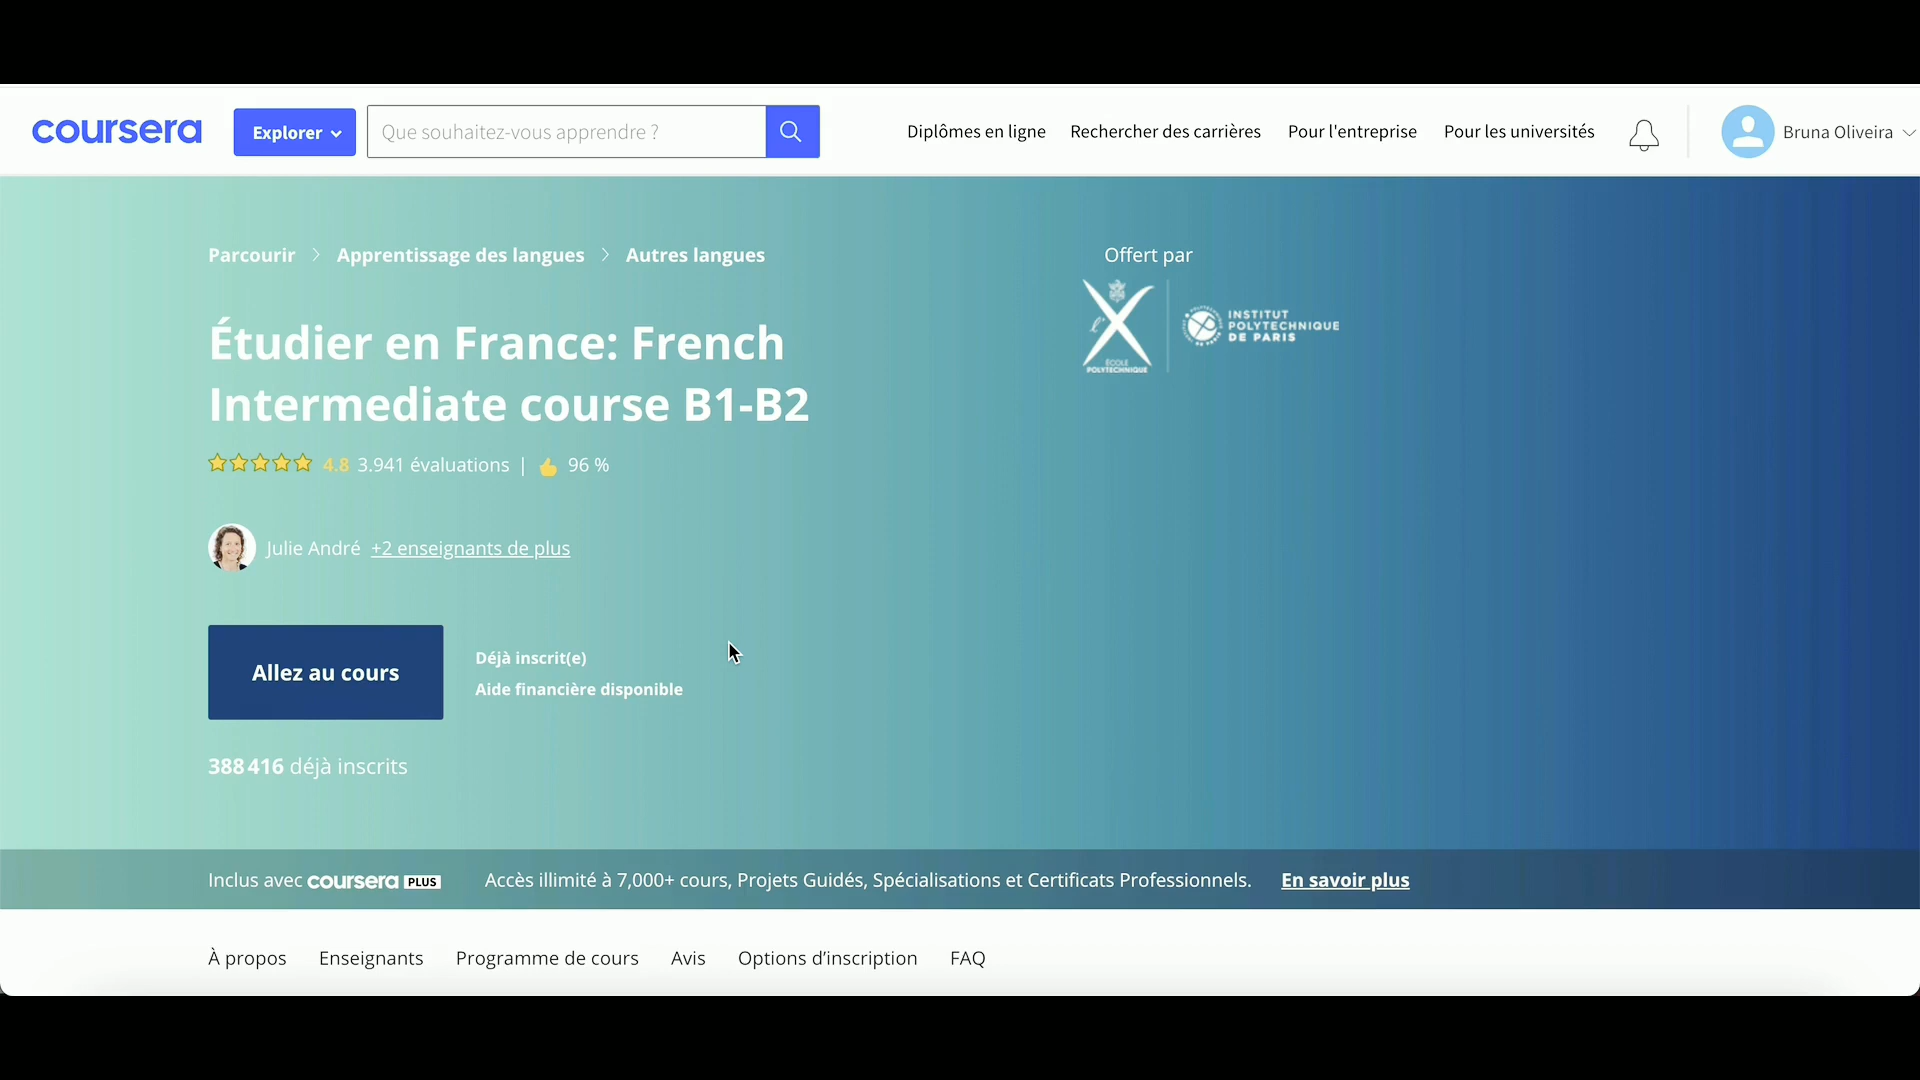 coursera
Explorer
Que souhaitez-vous apprendre ?
Diplômes en ligne
Rechercher des carrières
Pour l'entreprise
Pour les universités
Bruna Oliveira
Parcourir
Apprentissage des langues
Autres langues
Étudier en France: French
Intermediate course B1-B2
4.8 3.941 évaluations | 96 %
Julie André +2 enseignants de plus
Allez au cours
Déjà inscrit(e)
Aide financière disponible
388 416 déjà inscrits
Offert par
l'X
ÉCOLE
POLYTECHNIQUE
INSTITUT
POLYTECHNIQUE
DE PARIS
Inclus avec coursera PLUS
Accès illimité à 7,000+ cours, Projets Guidés, Spécialisations et Certificats Professionnels.
En savoir plus
À propos
Enseignants
Programme de cours
Avis
Options d'inscription
FAQ